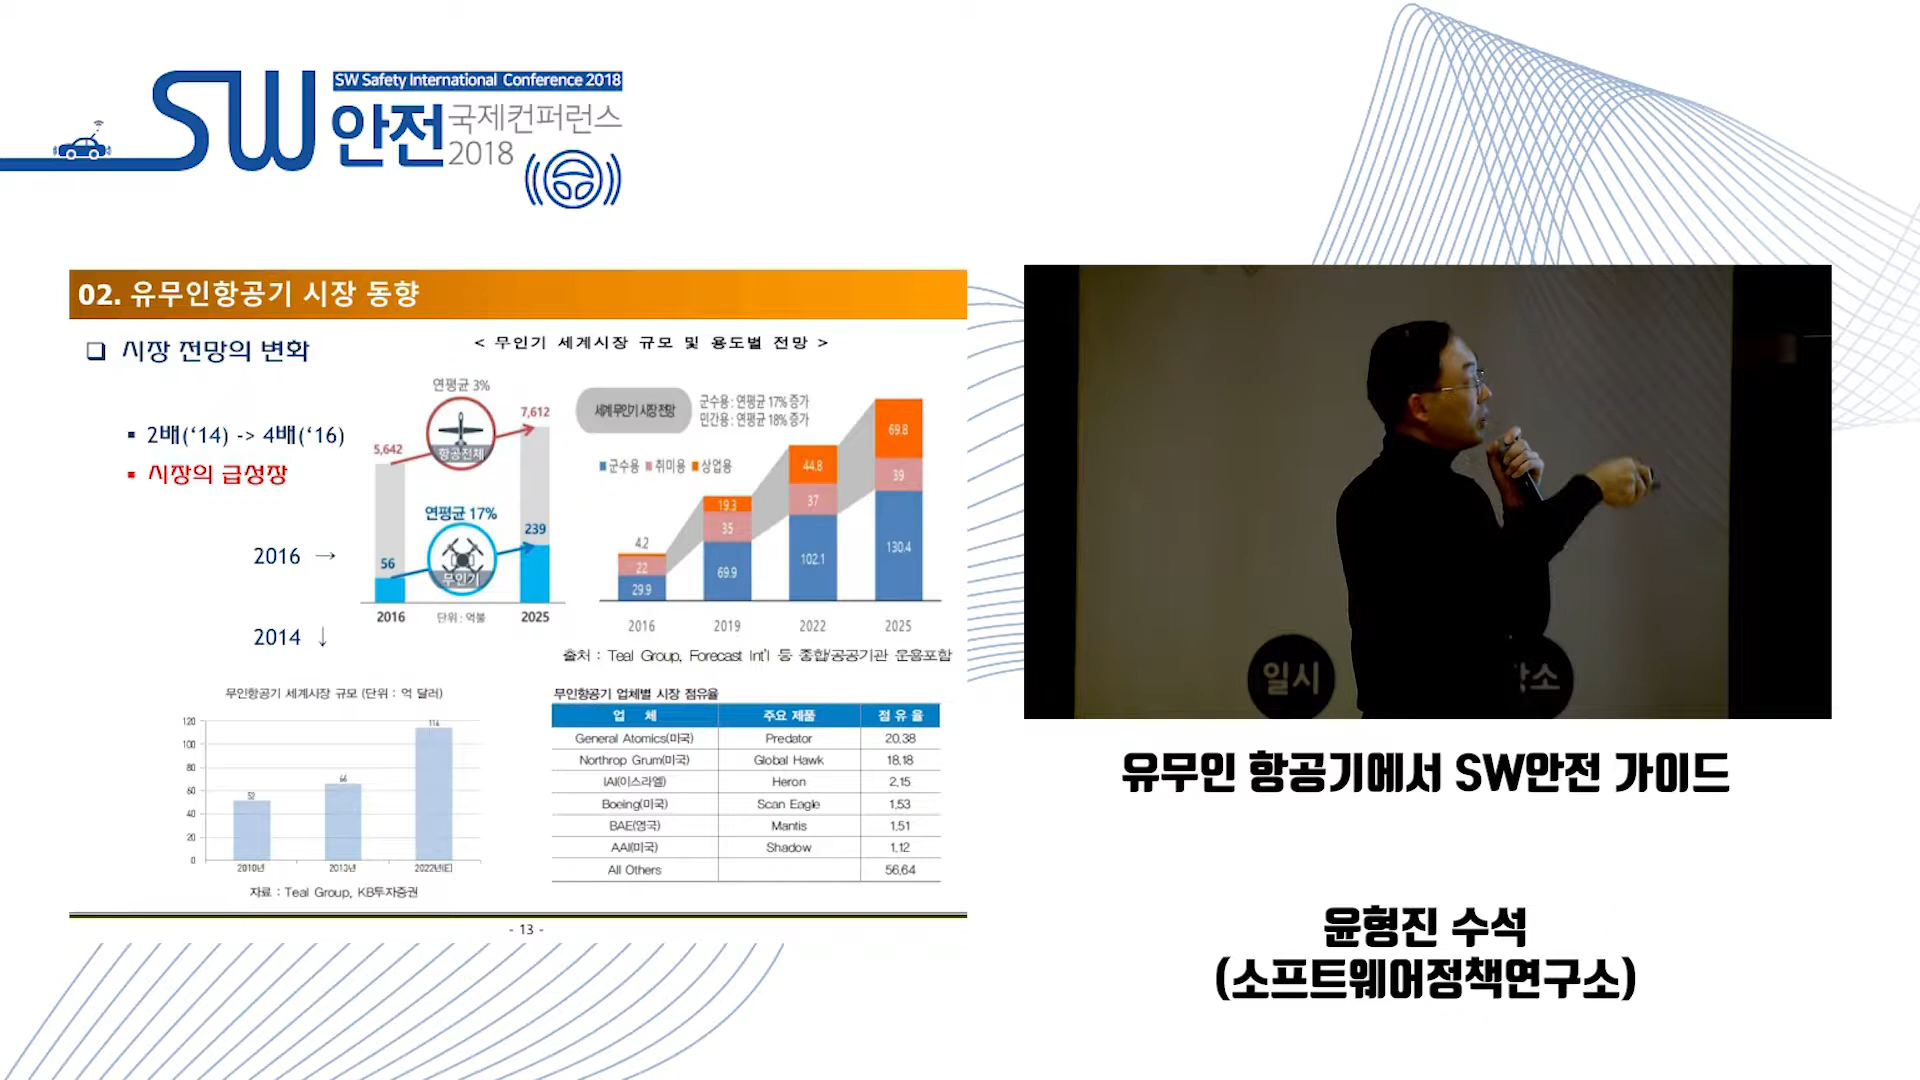 SW Safety International Conference 2018
SW 안전 국제컨퍼런스
2018
02. 유무인항공기 시장 동향
❑ 시장 전망의 변화
▪ 2배(‘14) -> 4배(‘16)
▪ 시장의 급성장
2016 →
2014 ↓
< 무인기 세계시장 규모 및 용도별 전망 >
연평균 3%
5,642
7,612
항공전체
연평균 17%
56
239
무인기
2016 단위 : 억불 2025
세계 무인기 시장 전망
군수용 : 연평균 17% 증가
민간용 : 연평균 18% 증가
■군수용 ■취미용 ■상업용
4.2
22
29.9
19.3
35
69.9
44.8
37
102.1
69.8
39
130.4
2016 2019 2022 2025
출처 : Teal Group, Forecast Int'l 등 종합/공공기관 운용포함
무인항공기 세계시장 규모 (단위 : 억 달러)
120
100
80
60
40
20
0
52
66
114
2010년 2013년 2022년(E)
자료 : Teal Group, KB투자증권
무인항공기 업체별 시장 점유율
업 체 주요 제품 점 유 율
General Atomics(미국) Predator 20.38
Northrop Grum(미국) Global Hawk 18.18
IAI(이스라엘) Heron 2.15
Boeing(미국) Scan Eagle 1.53
BAE(영국) Mantis 1.51
AAI(미국) Shadow 1.12
All Others 56.64
- 13 -
일시
소
유무인 항공기에서 SW안전 가이드
윤형진 수석
(소프트웨어정책연구소)